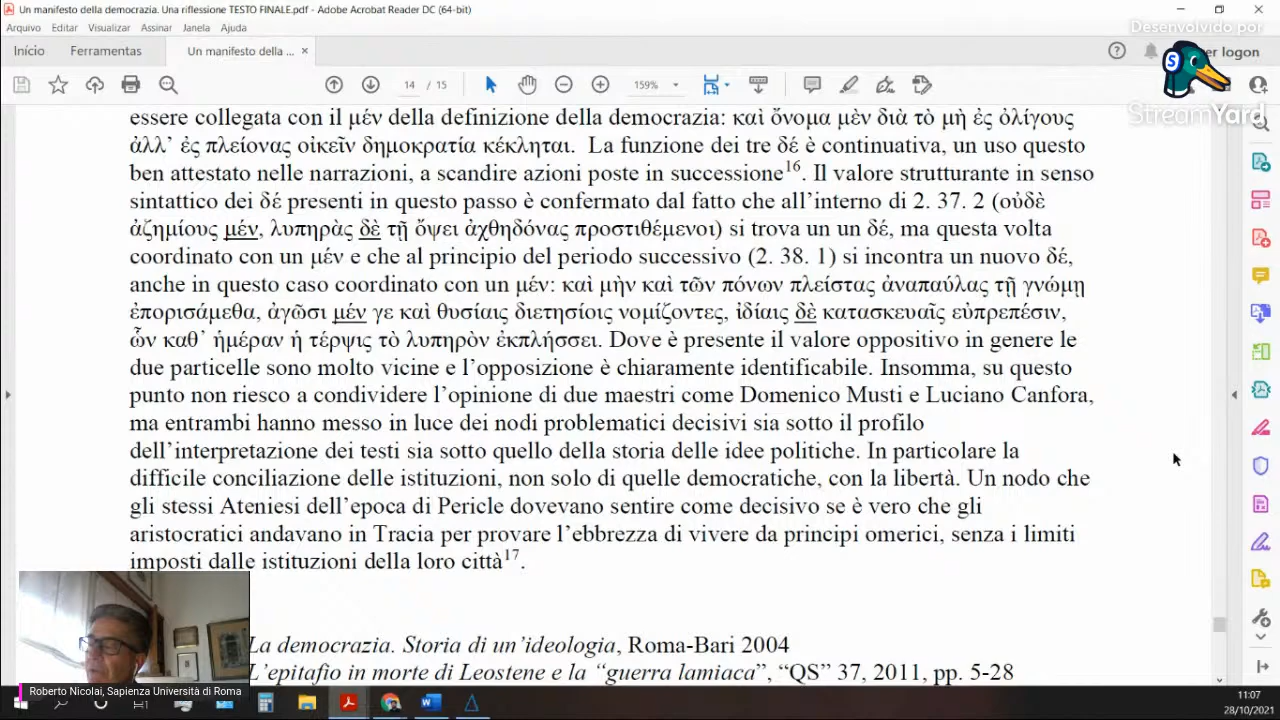 Un manifesto della democrazia. Una riflessione TESTO FINALE.pdf - Adobe Acrobat Reader DC (64-bit)
Desenvolvido por
Arquivo Editar Visualizar Assinar Janela Ajuda
Início Ferramentas Un manifesto della ... er logon
14 / 15 159%
StreamYard
essere collegata con il μέν della definizione della democrazia: καὶ ὄνομα μὲν διὰ τὸ μὴ ἐς ὀλίγους
ἀλλ’ ἐς πλείονας οἰκεῖν δημοκρατία κέκληται. La funzione dei tre δέ è continuativa, un uso questo
ben attestato nelle narrazioni, a scandire azioni poste in successione16. Il valore strutturante in senso
sintattico dei δέ presenti in questo passo è confermato dal fatto che all’interno di 2. 37. 2 (οὐδὲ
ἀζημίους μέν, λυπηρὰς δὲ τῇ ὄψει ἀχθηδόνας προστιθέμενοι) si trova un un δέ, ma questa volta
coordinato con un μέν e che al principio del periodo successivo (2. 38. 1) si incontra un nuovo δέ,
anche in questo caso coordinato con un μέν: καὶ μὴν καὶ τῶν πόνων πλείστας ἀναπαύλας τῇ γνώμῃ
ἐπορισάμεθα, ἀγῶσι μέν γε καὶ θυσίαις διετησίοις νομίζοντες, ἰδίαις δὲ κατασκευαῖς εὐπρεπέσιν,
ὧν καθ’ ἡμέραν ἡ τέρψις τὸ λυπηρὸν ἐκπλήσσει. Dove è presente il valore oppositivo in genere le
due particelle sono molto vicine e l’opposizione è chiaramente identificabile. Insomma, su questo
punto non riesco a condividere l’opinione di due maestri come Domenico Musti e Luciano Canfora,
ma entrambi hanno messo in luce dei nodi problematici decisivi sia sotto il profilo
dell’interpretazione dei testi sia sotto quello della storia delle idee politiche. In particolare la
difficile conciliazione delle istituzioni, non solo di quelle democratiche, con la libertà. Un nodo che
gli stessi Ateniesi dell’epoca di Pericle dovevano sentire come decisivo se è vero che gli
aristocratici andavano in Tracia per provare l’ebbrezza di vivere da principi omerici, senza i limiti
imposti dalle istituzioni della loro città17.
La democrazia. Storia di un’ideologia, Roma-Bari 2004
L’epitafio in morte di Leostene e la “guerra lamiaca”, “QS” 37, 2011, pp. 5-28
Roberto Nicolai, Sapienza Università di Roma
11:07
28/10/2021